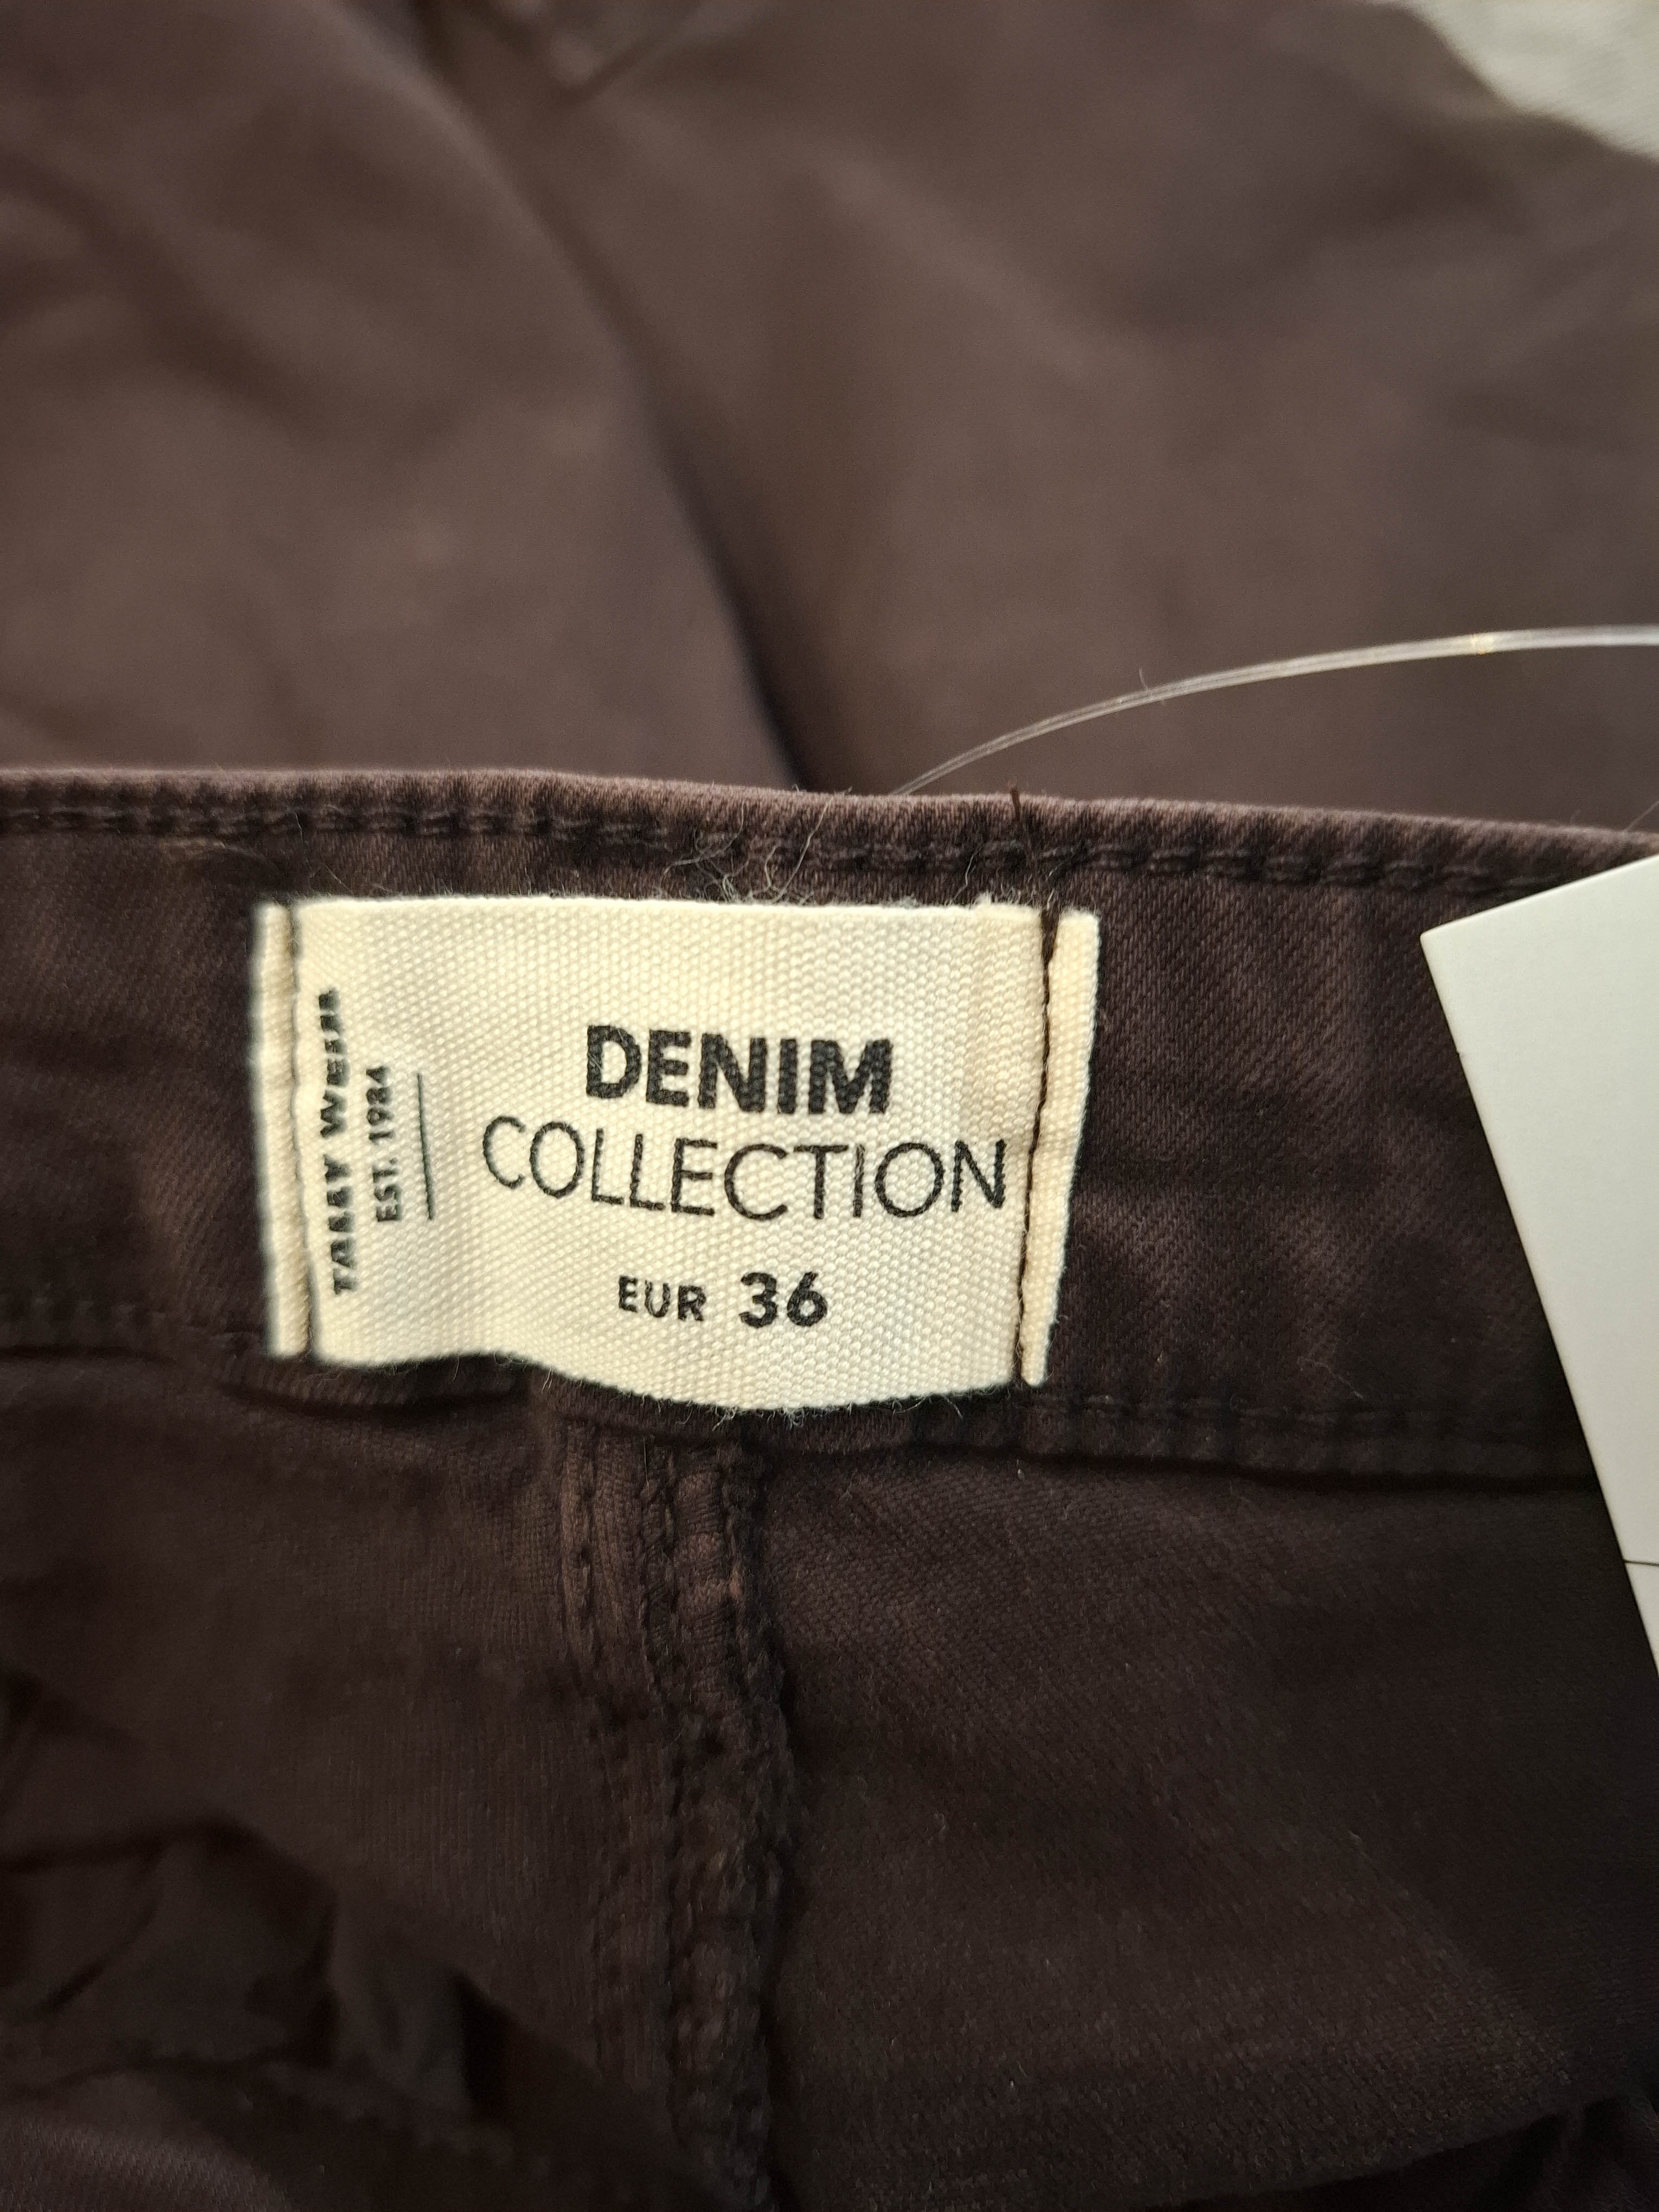 TALLY WEiJL
EST. 1984
DENIM
COLLECTION
EUR 36